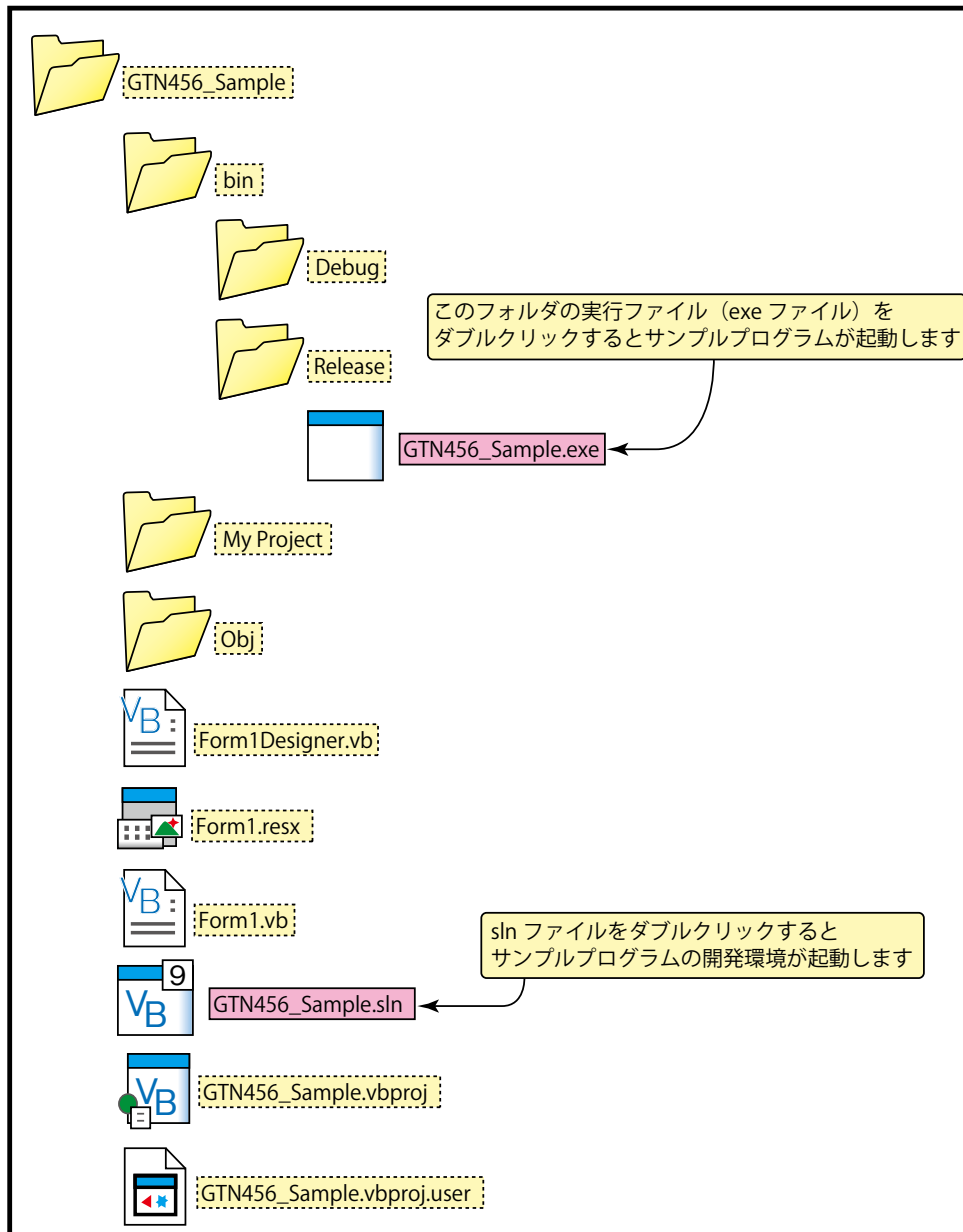 GTN456_Sample
bin
Debug
このフォルダの実行ファイル（exe ファイル）を
ダブルクリックするとサンプルプログラムが起動します
Release
GTN456_Sample.exe
My Project
Obj
VB
Form1Designer.vb
Form1.resx
VB
Form1.vb
sln ファイルをダブルクリックすると
サンプルプログラムの開発環境が起動します
9
VB
GTN456_Sample.sln
VB
GTN456_Sample.vbproj
GTN456_Sample.vbproj.user